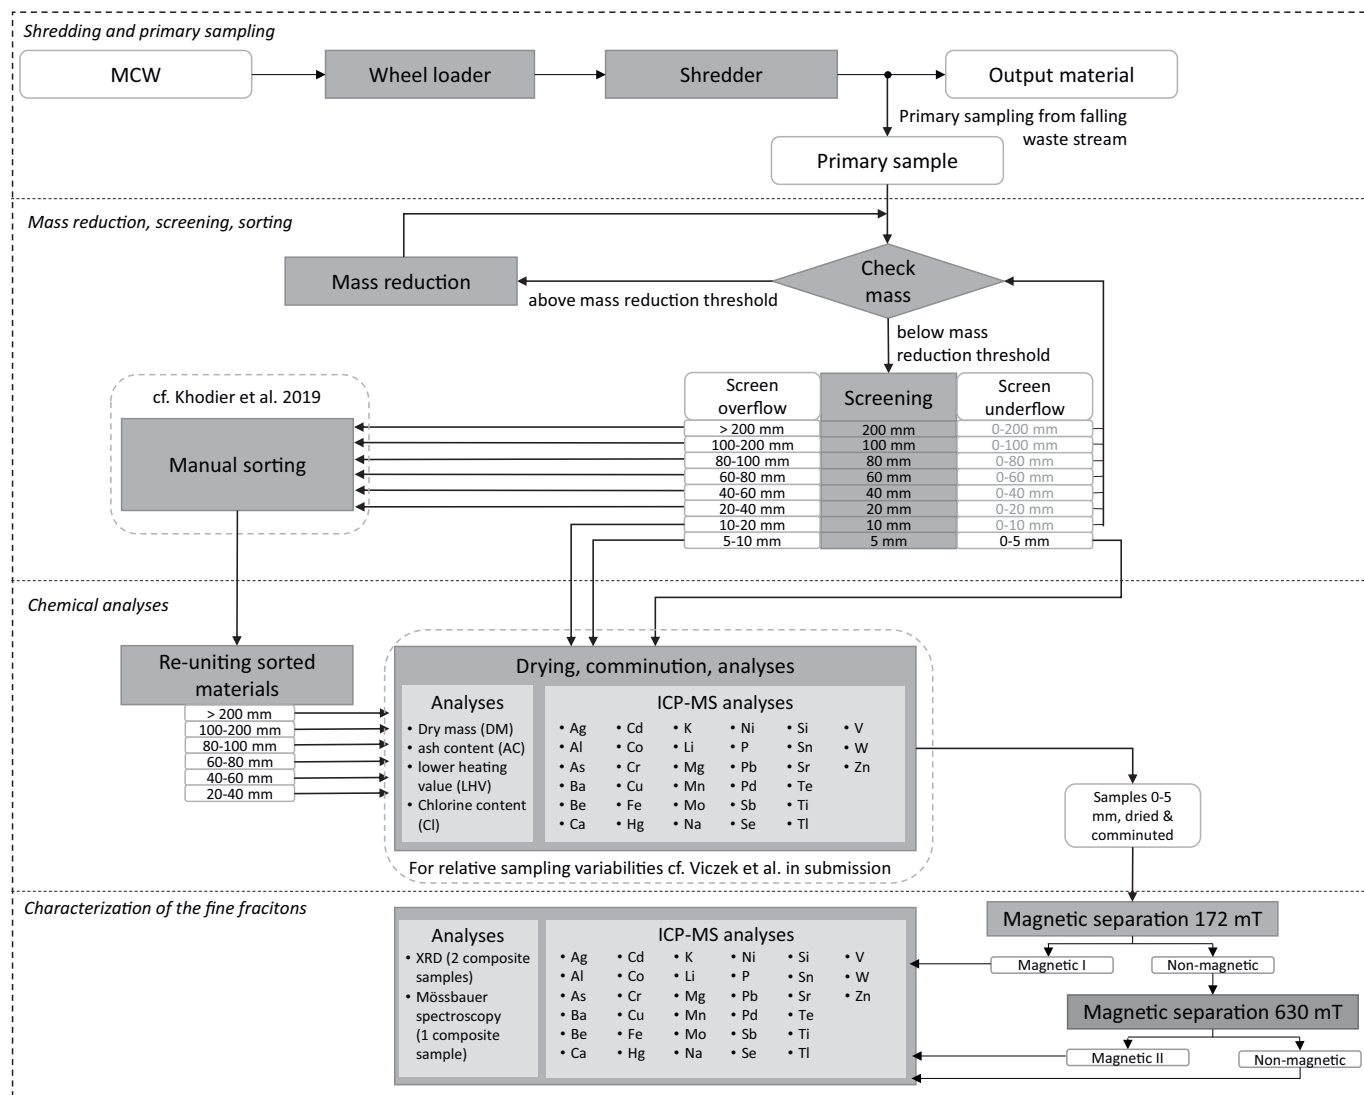 Shredding and primary sampling
MCW
Wheel loader
Shredder
Output material
Primary sampling from falling
waste stream
Primary sample
Mass reduction, screening, sorting
Mass reduction
Check
mass
above mass reduction threshold
below mass
reduction threshold
cf. Khodier et al. 2019
Manual sorting
Screen
overflow
Screening
Screen
underflow
> 200 mm 200 mm 0-200 mm
100-200 mm 100 mm 0-100 mm
80-100 mm 80 mm 0-80 mm
60-80 mm 60 mm 0-60 mm
40-60 mm 40 mm 0-40 mm
20-40 mm 20 mm 0-20 mm
10-20 mm 10 mm 0-10 mm
5-10 mm 5 mm 0-5 mm
Chemical analyses
Re-uniting sorted
materials
> 200 mm
100-200 mm
80-100 mm
60-80 mm
40-60 mm
20-40 mm
Drying, comminution, analyses
Analyses
• Dry mass (DM)
• ash content (AC)
• lower heating
value (LHV)
• Chlorine content
(Cl)
ICP-MS analyses
• Ag • Cd • K • Ni • Si • V
• Al • Co • Li • P • Sn • W
• As • Cr • Mg • Pb • Sr • Zn
• Ba • Cu • Mn • Pd • Te
• Be • Fe • Mo • Sb • Ti
• Ca • Hg • Na • Se • Tl
For relative sampling variabilities cf. Viczek et al. in submission
Samples 0-5
mm, dried &
comminuted
Characterization of the fine fracitons
Analyses
• XRD (2 composite
samples)
• Mössbauer
spectroscopy
(1 composite
sample)
ICP-MS analyses
• Ag • Cd • K • Ni • Si • V
• Al • Co • Li • P • Sn • W
• As • Cr • Mg • Pb • Sr • Zn
• Ba • Cu • Mn • Pd • Te
• Be • Fe • Mo • Sb • Ti
• Ca • Hg • Na • Se • Tl
Magnetic separation 172 mT
Magnetic I
Non-magnetic
Magnetic separation 630 mT
Magnetic II
Non-magnetic